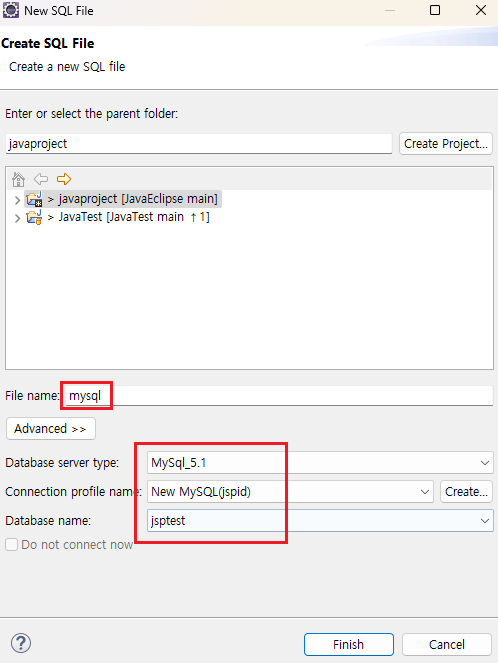 New SQL File
Create SQL File
Create a new SQL file
Enter or select the parent folder:
javaproject Create Project...
> javaproject [JavaEclipse main]
> JavaTest [JavaTest main ↑1]
File name: mysql
Advanced >>
Database server type: MySql_5.1
Connection profile name: New MySQL(jspid) Create...
Database name: jsptest
Do not connect now
? Finish Cancel